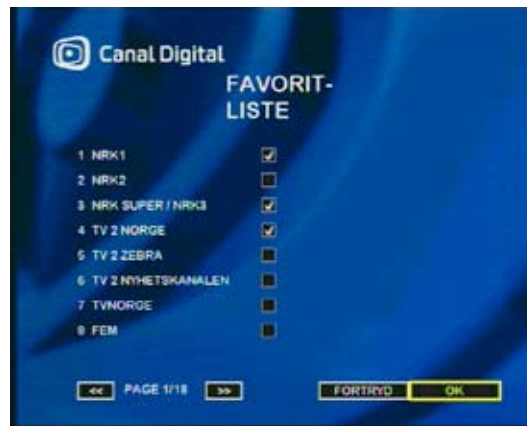 Canal Digital
FAVORIT-
LISTE
1 NRK1
2 NRK2
3 NRK SUPER / NRK3
4 TV 2 NORGE
5 TV 2 ZEBRA
6 TV 2 NYHETSKANALEN
7 TVNORGE
8 FEM
<< PAGE 1/18 >> FORTRYD OK